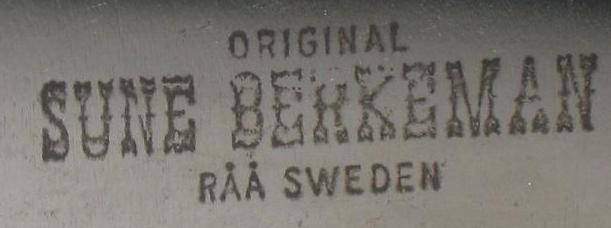 ORIGINAL
SUNE BERKEMAN
RÅÅ SWEDEN